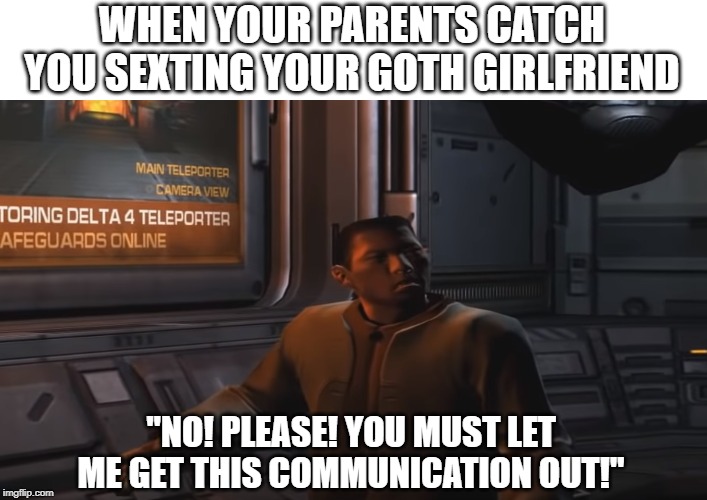 WHEN YOUR PARENTS CATCH
YOU SEXTING YOUR GOTH GIRLFRIEND
MAIN TELEPORTER
CAMERA VIEW
TORING DELTA 4 TELEPORTER
AFEGUARDS ONLINE
"NO! PLEASE! YOU MUST LET
ME GET THIS COMMUNICATION OUT!"
imgflip.com